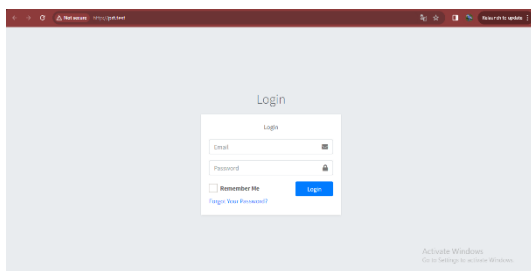 Not secure
Relaunch to update
Login
Login
Email
Password
Remember Me
Login
Forgot Your Password?
Activate Windows
Go to Settings to activate Windows.